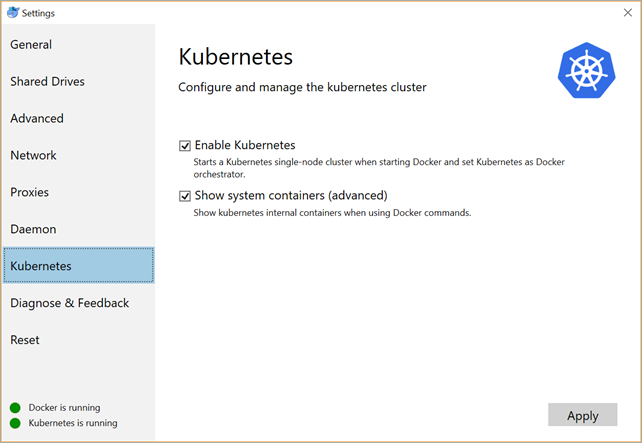 Settings
General
Shared Drives
Advanced
Network
Proxies
Daemon
Kubernetes
Diagnose & Feedback
Reset
Docker is running
Kubernetes is running
Kubernetes
Configure and manage the kubernetes cluster
Enable Kubernetes
Starts a Kubernetes single-node cluster when starting Docker and set Kubernetes as Docker
orchestrator.
Show system containers (advanced)
Show kubernetes internal containers when using Docker commands.
Apply